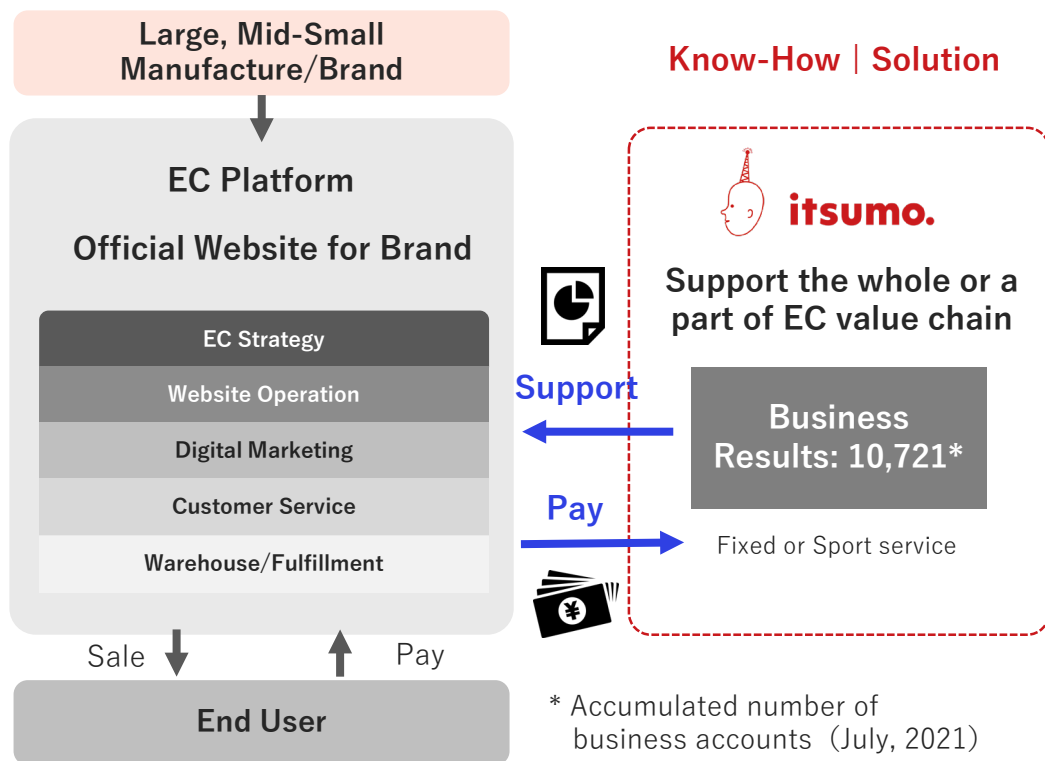 Large, Mid-Small
Manufacture/Brand
EC Platform
Official Website for Brand
EC Strategy
Website Operation
Digital Marketing
Customer Service
Warehouse/Fulfillment
Sale
Pay
End User
Know-How | Solution
itsumo.
Support the whole or a
part of EC value chain
Support
Business
Results: 10,721*
Pay
Fixed or Sport service
¥
* Accumulated number of
business accounts (July, 2021)